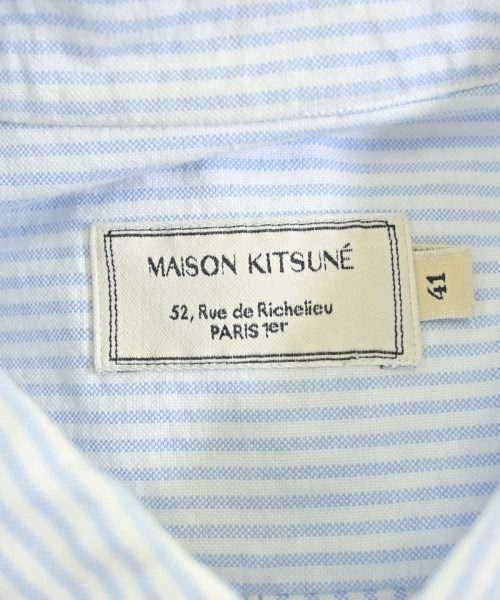 MAISON KITSUNÉ
52, Rue de Richelieu
PARIS 1er
41